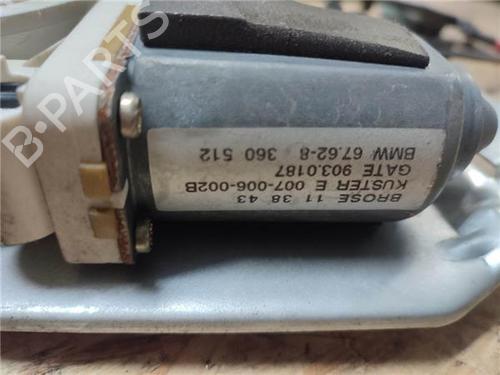 BROSE 11 38 43
KUSTER E 007-006-002B
GATE 903.0187
BMW 67.62-8 360 512
B-PARTS